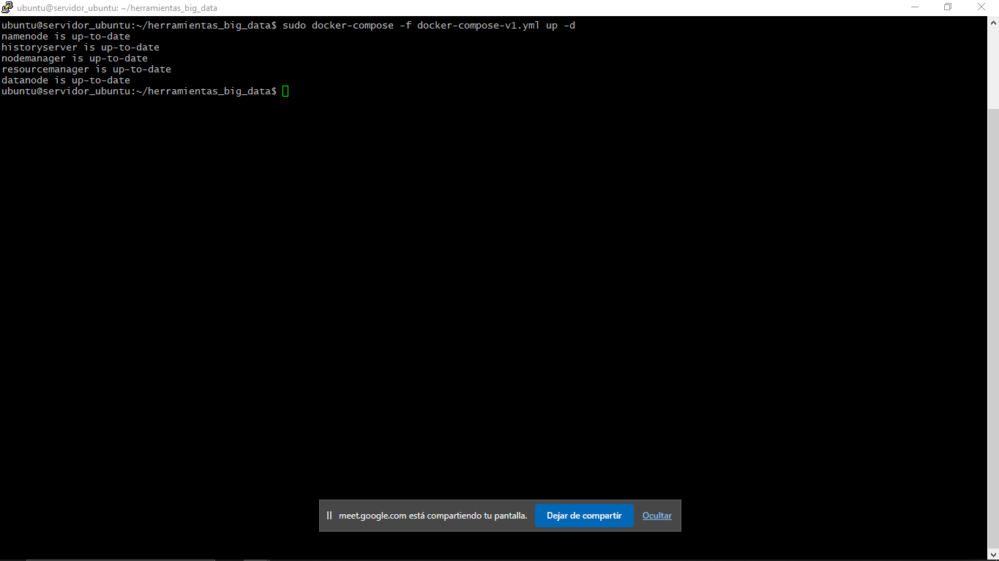 ubuntu@servidor_ubuntu: ~/herramientas_big_data
ubuntu@servidor_ubuntu:~/herramientas_big_data$ sudo docker-compose -f docker-compose-v1.yml up -d
namenode is up-to-date
historyserver is up-to-date
nodemanager is up-to-date
resourcemanager is up-to-date
datanode is up-to-date
ubuntu@servidor_ubuntu:~/herramientas_big_data$
meet.google.com está compartiendo tu pantalla. Dejar de compartir Ocultar